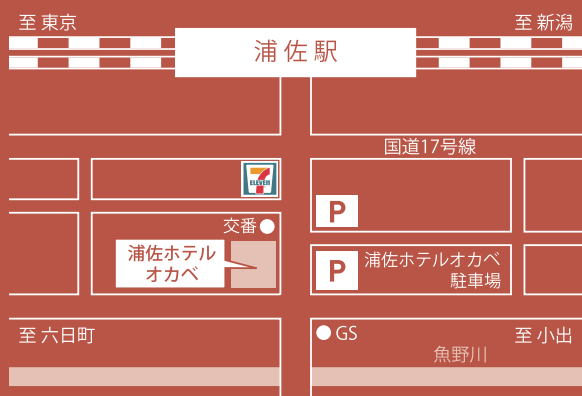 至 東京
至 新潟
浦佐駅
国道17号線
7
ELEVEn
P
交番
浦佐ホテル
オカベ
P
浦佐ホテルオカベ
駐車場
至 六日町
GS
至 小出
魚野川